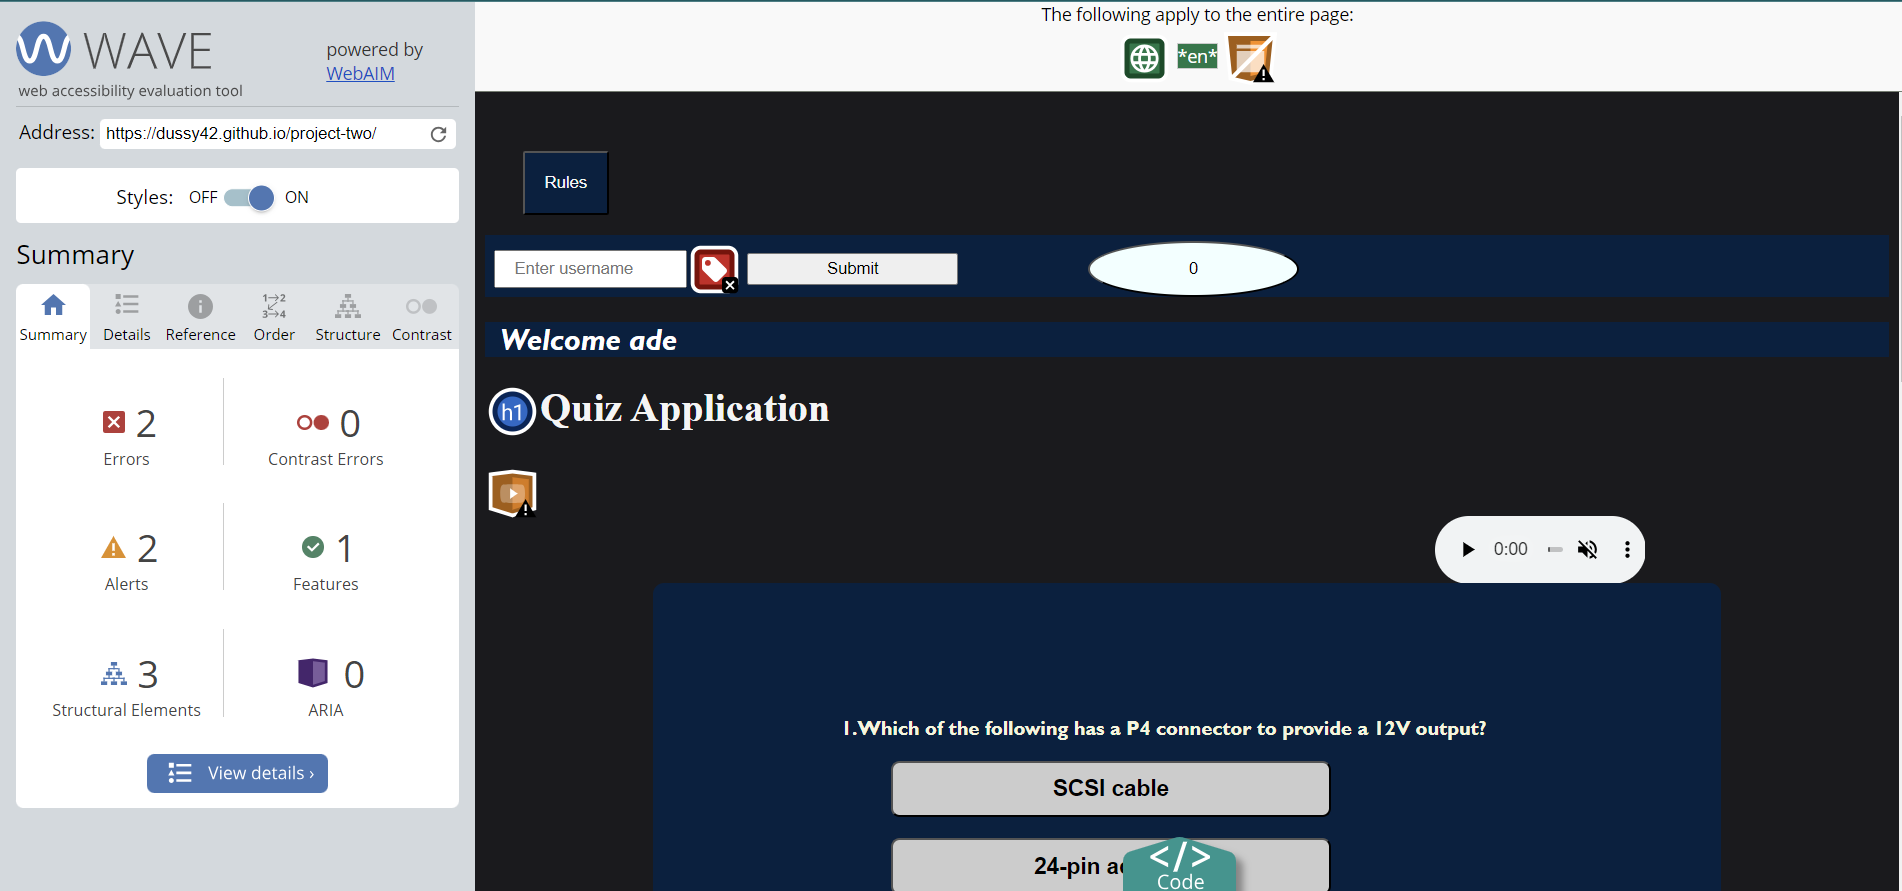 WAVE
powered by
WebAIM
web accessibility evaluation tool
Address: https://dussy42.github.io/project-two/
Styles: OFF ON
Summary
1→2
3→4
Summary Details Reference Order Structure Contrast
2 0
Errors Contrast Errors
2 1
Alerts Features
3 0
Structural Elements ARIA
View details ›
The following apply to the entire page:
*en*
Rules
Enter username Submit 0
Welcome ade
h1 Quiz Application
0:00
1.Which of the following has a P4 connector to provide a 12V output?
SCSI cable
24-pin
</> Code